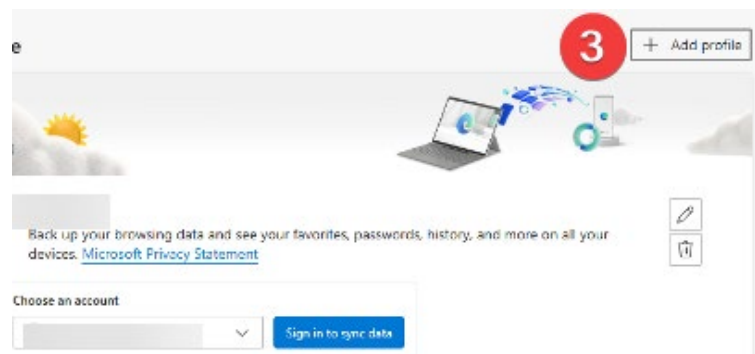 e
3
+ Add profile
Back up your browsing data and see your favorites, passwords, history, and more on all your
devices. Microsoft Privacy Statement
Choose an account
Sign in to sync data